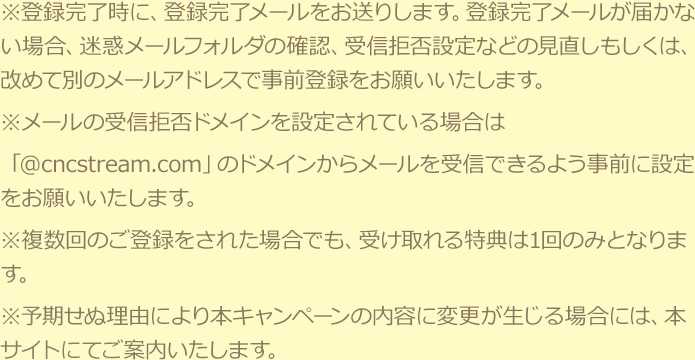 ※登録完了時に、登録完了メールをお送りします。登録完了メールが届かな
い場合、迷惑メールフォルダの確認、受信拒否設定などの見直しもしくは、
改めて別のメールアドレスで事前登録をお願いいたします。
※メールの受信拒否ドメインを設定されている場合は
「@cncstream.com」のドメインからメールを受信できるよう事前に設定
をお願いいたします。
※複数回のご登録をされた場合でも、受け取れる特典は1回のみとなりま
す。
※予期せぬ理由により本キャンペーンの内容に変更が生じる場合には、本
サイトにてご案内いたします。